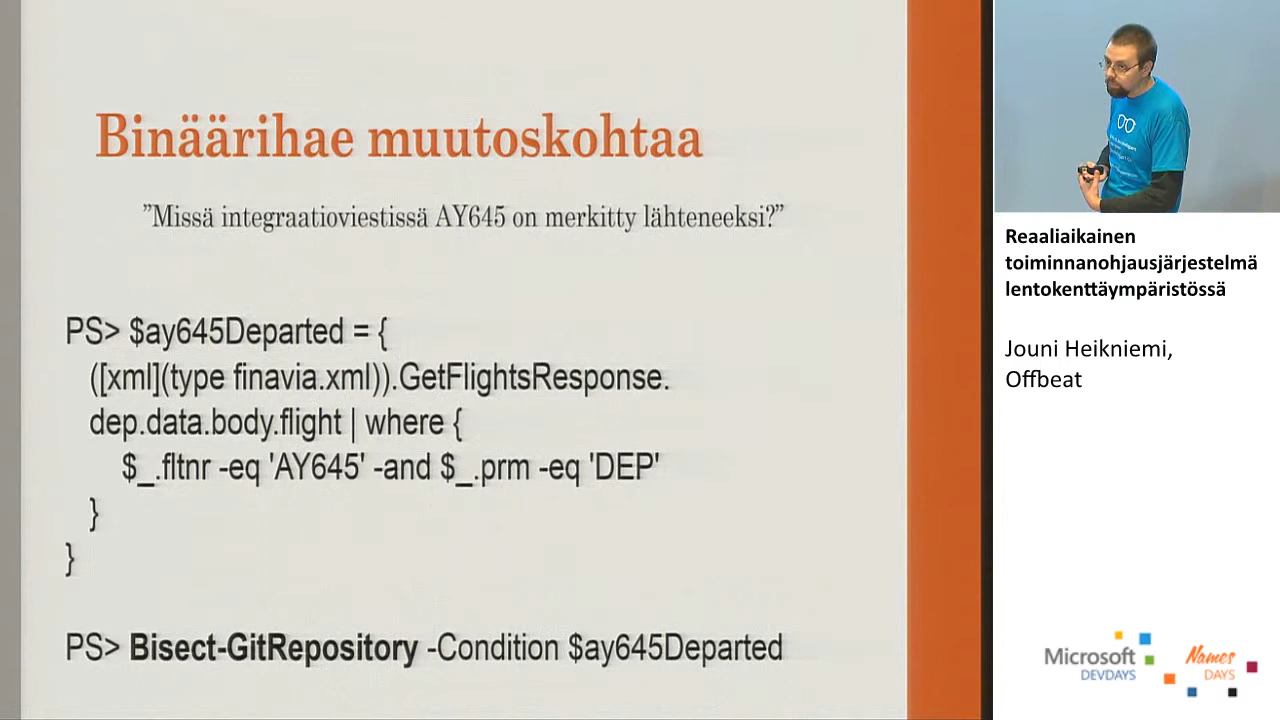 Binäärihae muutoskohtaa
”Missä integraatioviestissä AY645 on merkitty lähteneeksi?”
PS> $ay645Departed = {
([xml](type finavia.xml)).GetFlightsResponse.
dep.data.body.flight | where {
$_.fltnr -eq 'AY645' -and $_.prm -eq 'DEP'
}
}
PS> Bisect-GitRepository -Condition $ay645Departed
Reaaliaikainen
toiminnanohjausjärjestelmä
lentokenttäympäristössä
Jouni Heikniemi,
Offbeat
Microsoft
DEVDAYS
Names
DAYS